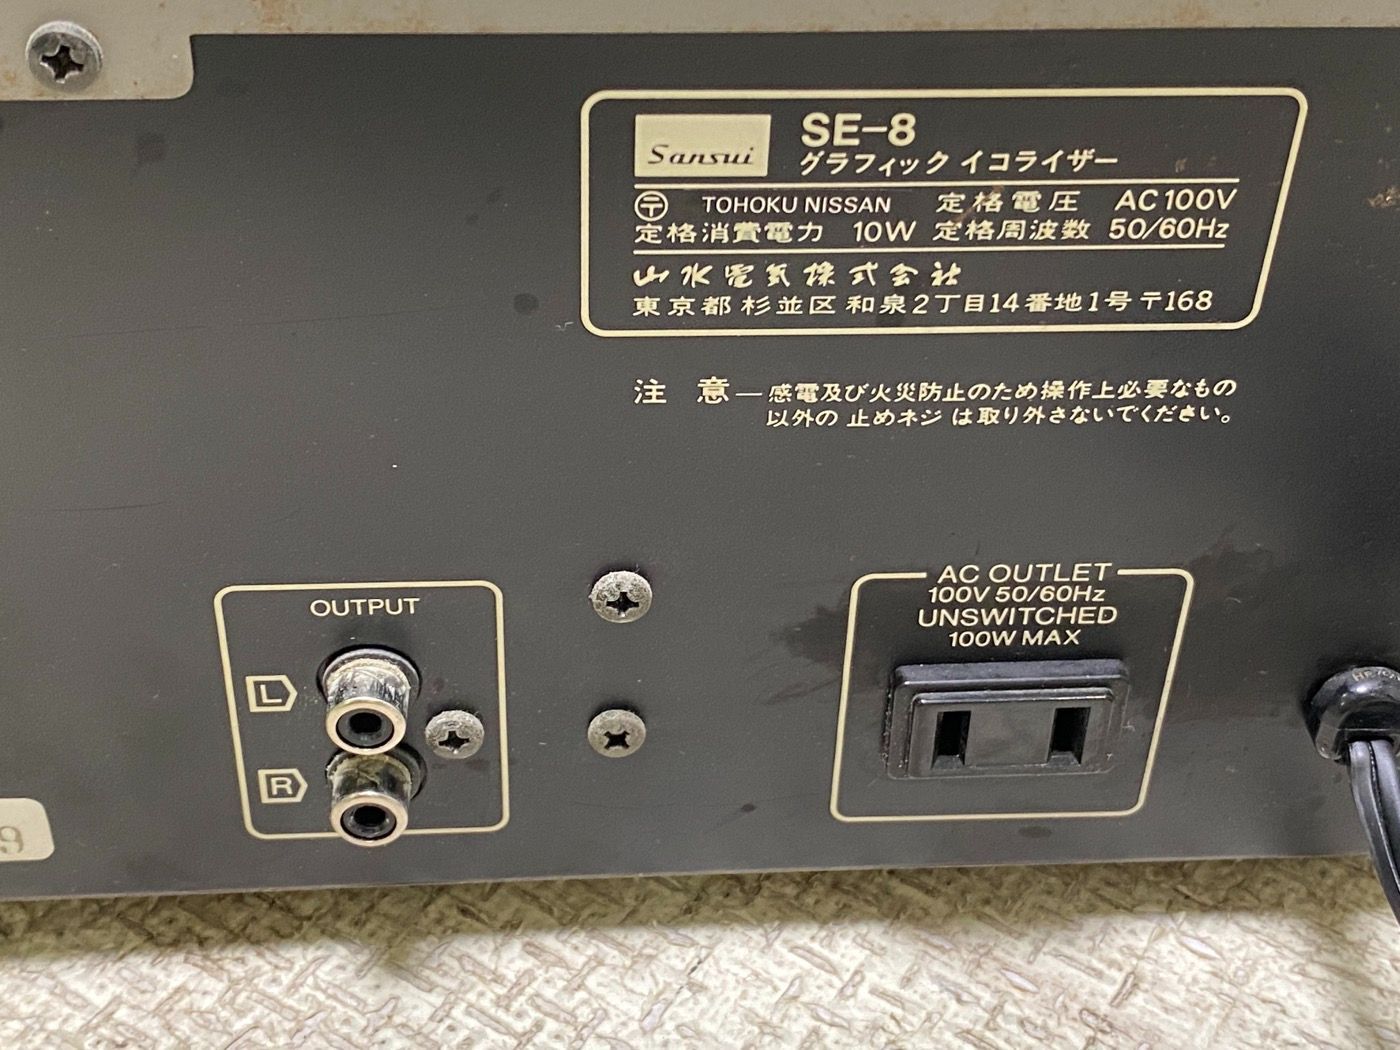 Sansui
SE-8
グラフィック イコライザー
〒 TOHOKU NISSAN 定格電圧 AC100V
定格消費電力 10W 定格周波数 50/60Hz
山水電気株式会社
東京都 杉並区 和泉2丁目14番地1号 〒168
注 意―感電及び火災防止のため操作上必要なもの
以外の 止めネジ は取り外さないでください。
OUTPUT
L
R
AC OUTLET
100V 50/60Hz
UNSWITCHED
100W MAX
9